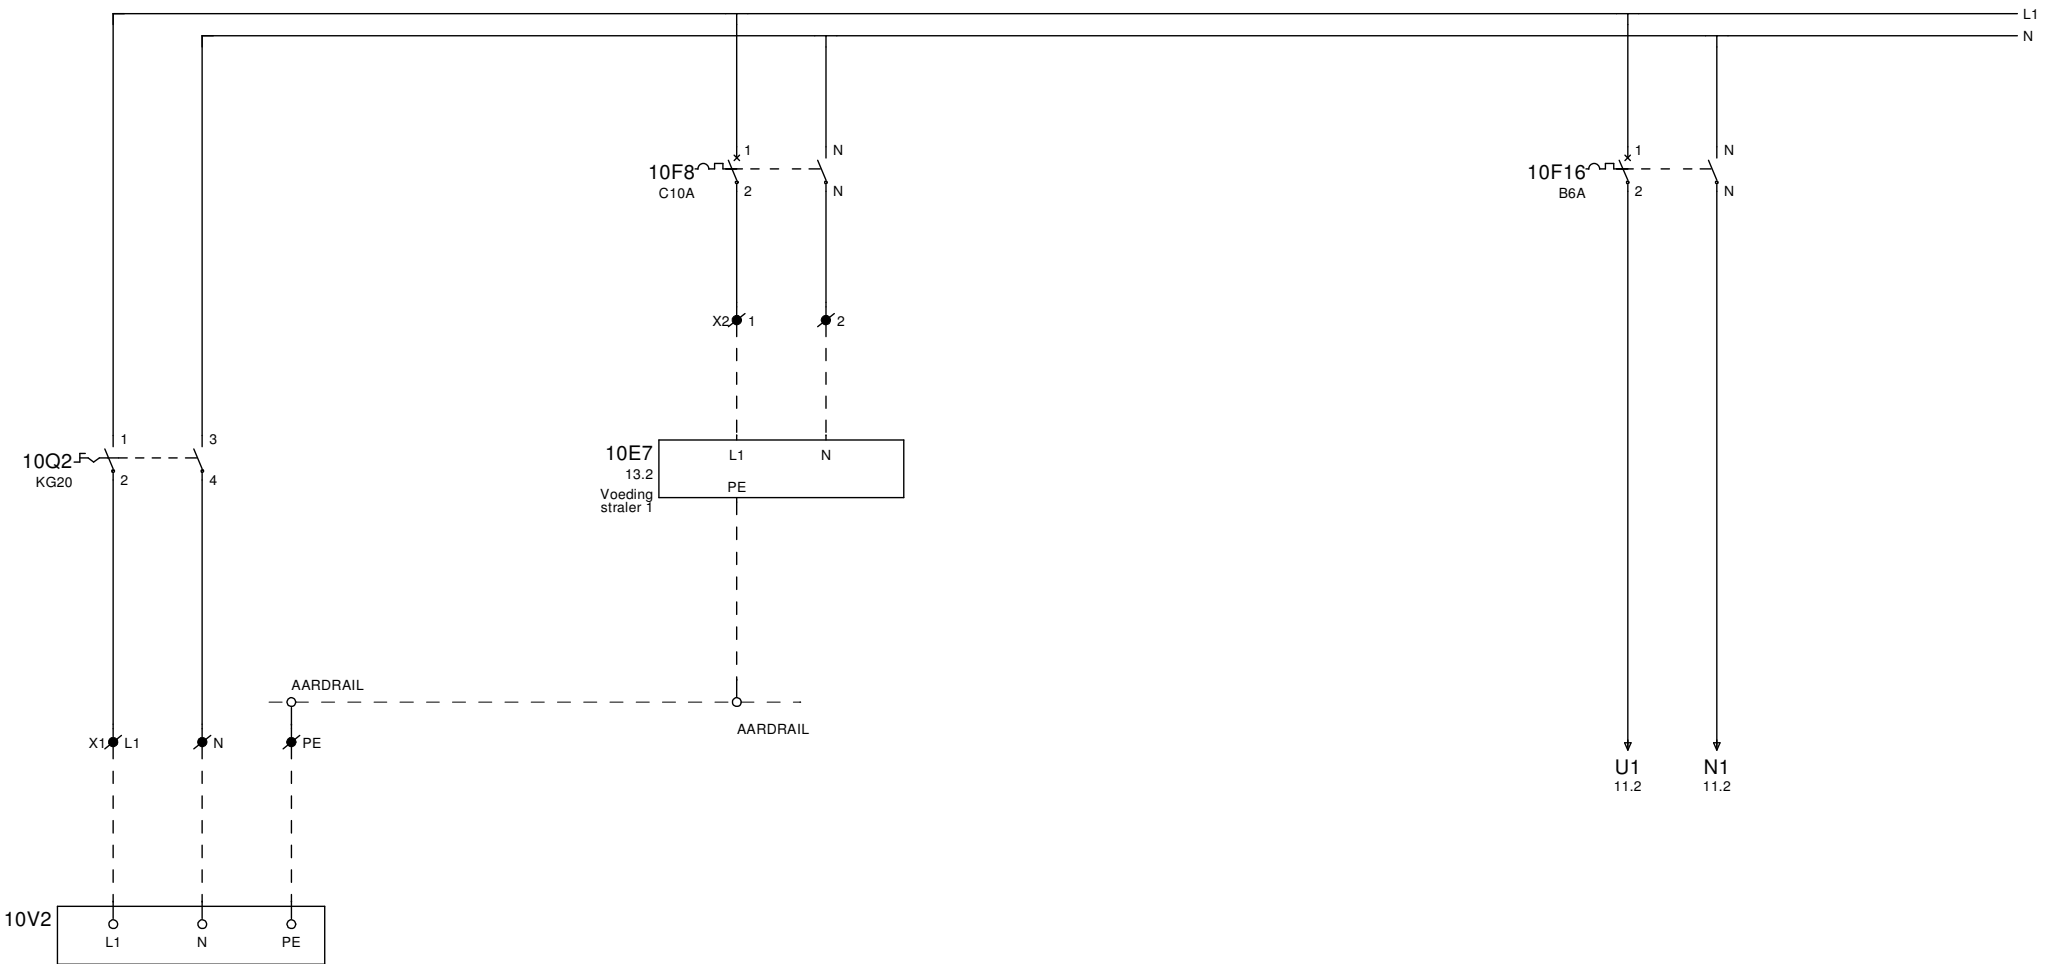 L1
N
1
N
10F8
C10A
2
N
1
N
10F16
B6A
2
N
X2
1
2
1
3
10Q2
KG20
2
4
10E7
13.2
Voeding
straler 1
L1
N
PE
AARDRAIL
AARDRAIL
X1
L1
N
PE
U1
11.2
N1
11.2
10V2
L1
N
PE